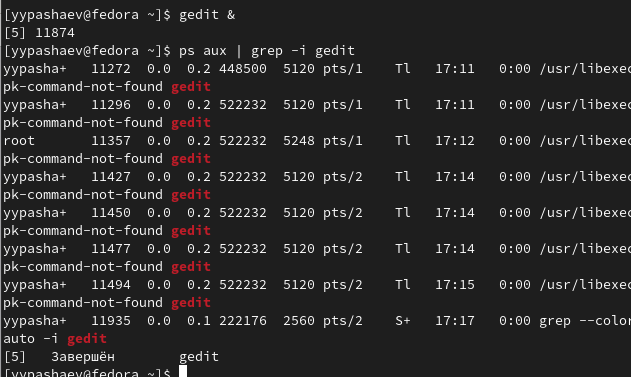 [yypashaev@fedora ~]$ gedit &
[5] 11874
[yypashaev@fedora ~]$ ps aux | grep -i gedit
yypasha+   11272  0.0  0.2 448500  5120 pts/1    Tl   17:11   0:00 /usr/libexec
pk-command-not-found gedit
yypasha+   11296  0.0  0.2 522232  5120 pts/1    Tl   17:11   0:00 /usr/libexec
pk-command-not-found gedit
root       11357  0.0  0.2 522232  5248 pts/1    Tl   17:12   0:00 /usr/libexec
pk-command-not-found gedit
yypasha+   11427  0.0  0.2 522232  5120 pts/2    Tl   17:14   0:00 /usr/libexec
pk-command-not-found gedit
yypasha+   11450  0.0  0.2 522232  5120 pts/2    Tl   17:14   0:00 /usr/libexec
pk-command-not-found gedit
yypasha+   11477  0.0  0.2 522232  5120 pts/2    Tl   17:14   0:00 /usr/libexec
pk-command-not-found gedit
yypasha+   11494  0.0  0.2 522232  5120 pts/2    Tl   17:15   0:00 /usr/libexec
pk-command-not-found gedit
yypasha+   11935  0.0  0.1 222176  2560 pts/2    S+   17:17   0:00 grep --color
auto -i gedit
[5]   Завершён        gedit
[yypashaev@fedora ~]$